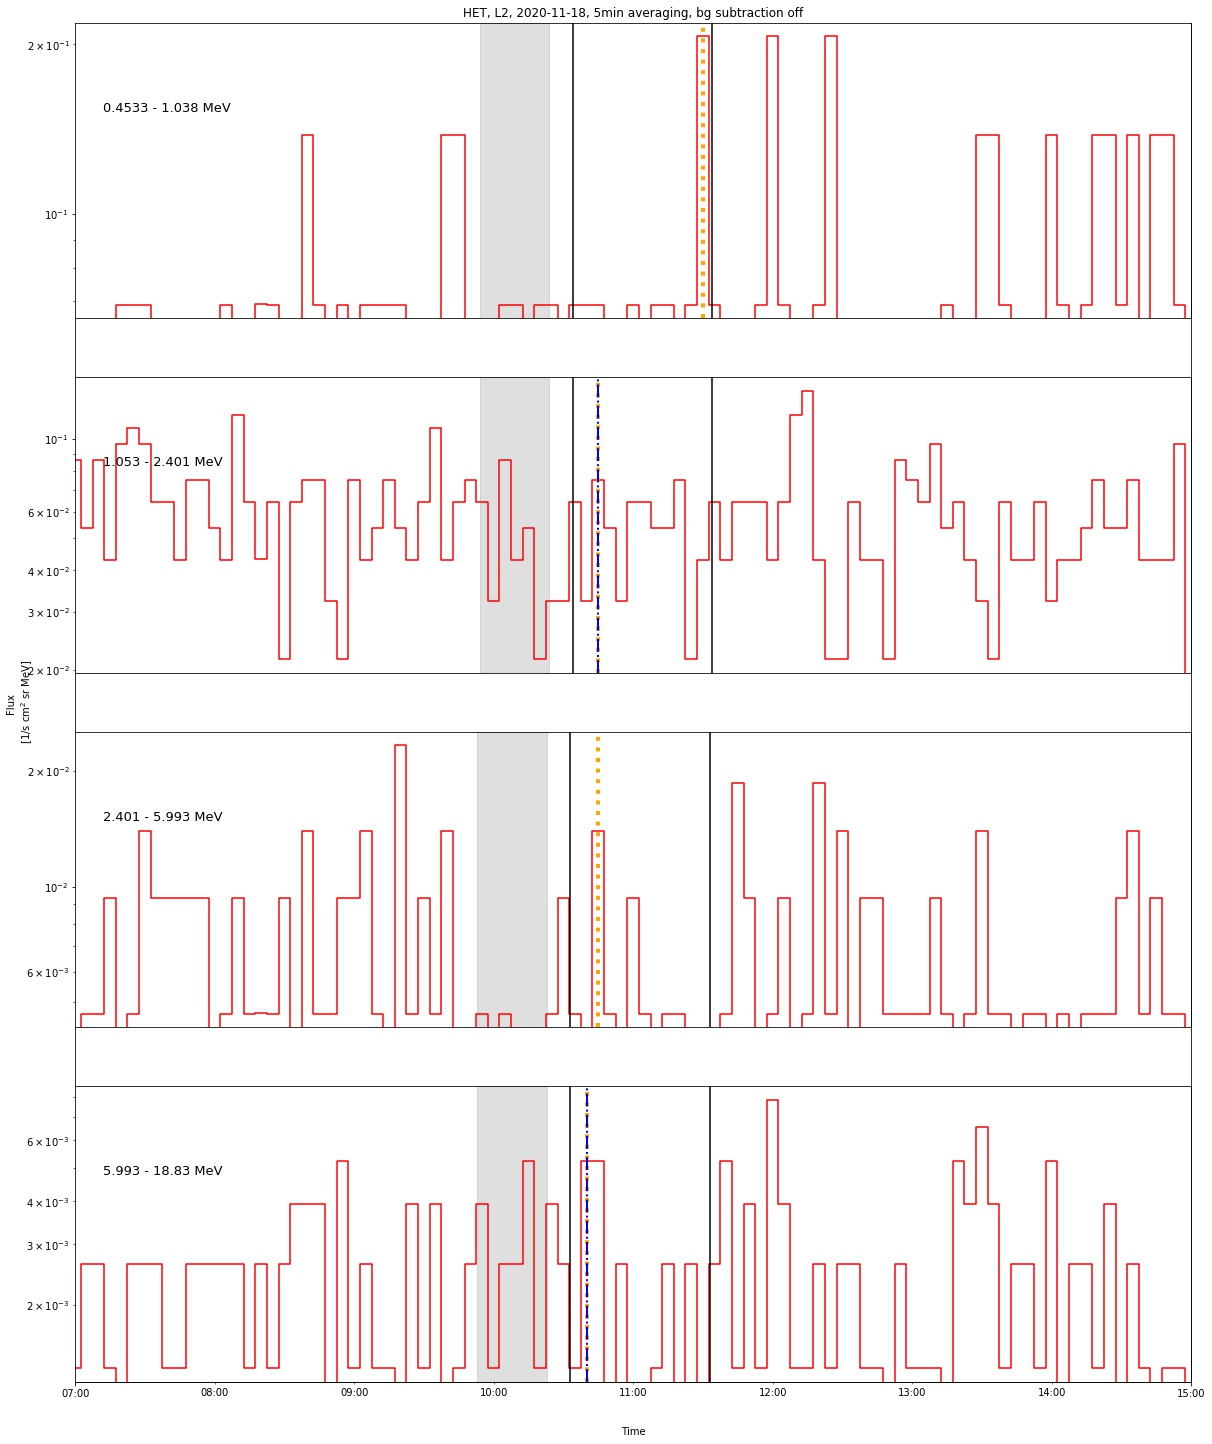 HET, L2, 2020-11-18, 5min averaging, bg subtraction off
2 × 10⁻¹
0.4533 - 1.038 MeV
10⁻¹
10⁻¹
1.053 - 2.401 MeV
6 × 10⁻²
4 × 10⁻²
3 × 10⁻²
2 × 10⁻²
Flux
[1/s cm² sr MeV]
2 × 10⁻²
2.401 - 5.993 MeV
10⁻²
6 × 10⁻³
6 × 10⁻³
5.993 - 18.83 MeV
4 × 10⁻³
3 × 10⁻³
2 × 10⁻³
07:00 08:00 09:00 10:00 11:00 12:00 13:00 14:00 15:00
Time